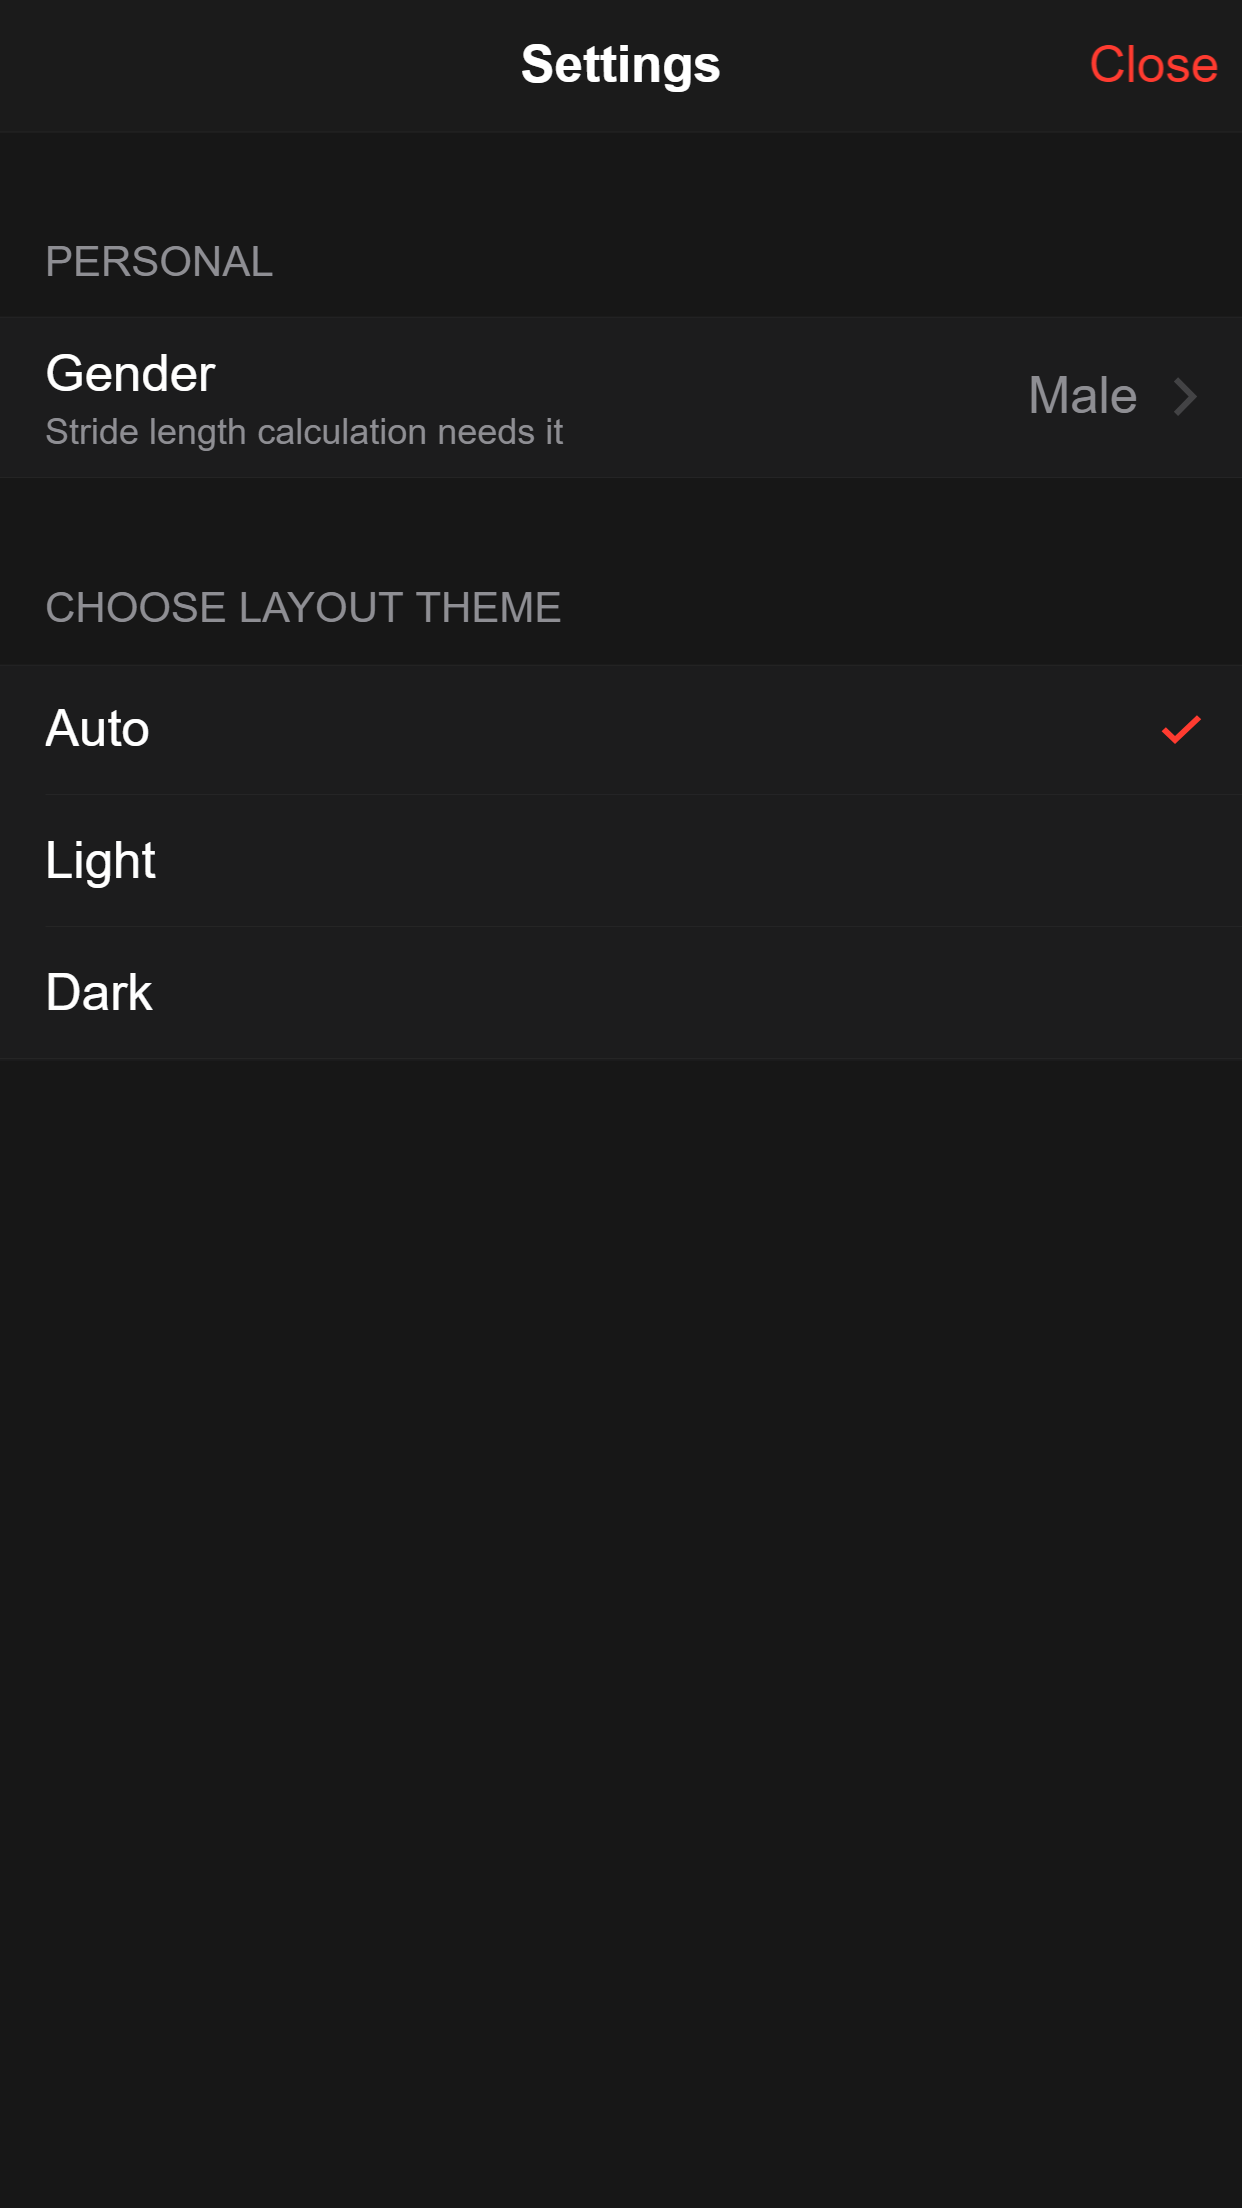 Settings
Close
PERSONAL
Gender
Stride length calculation needs it
Male
CHOOSE LAYOUT THEME
Auto
Light
Dark